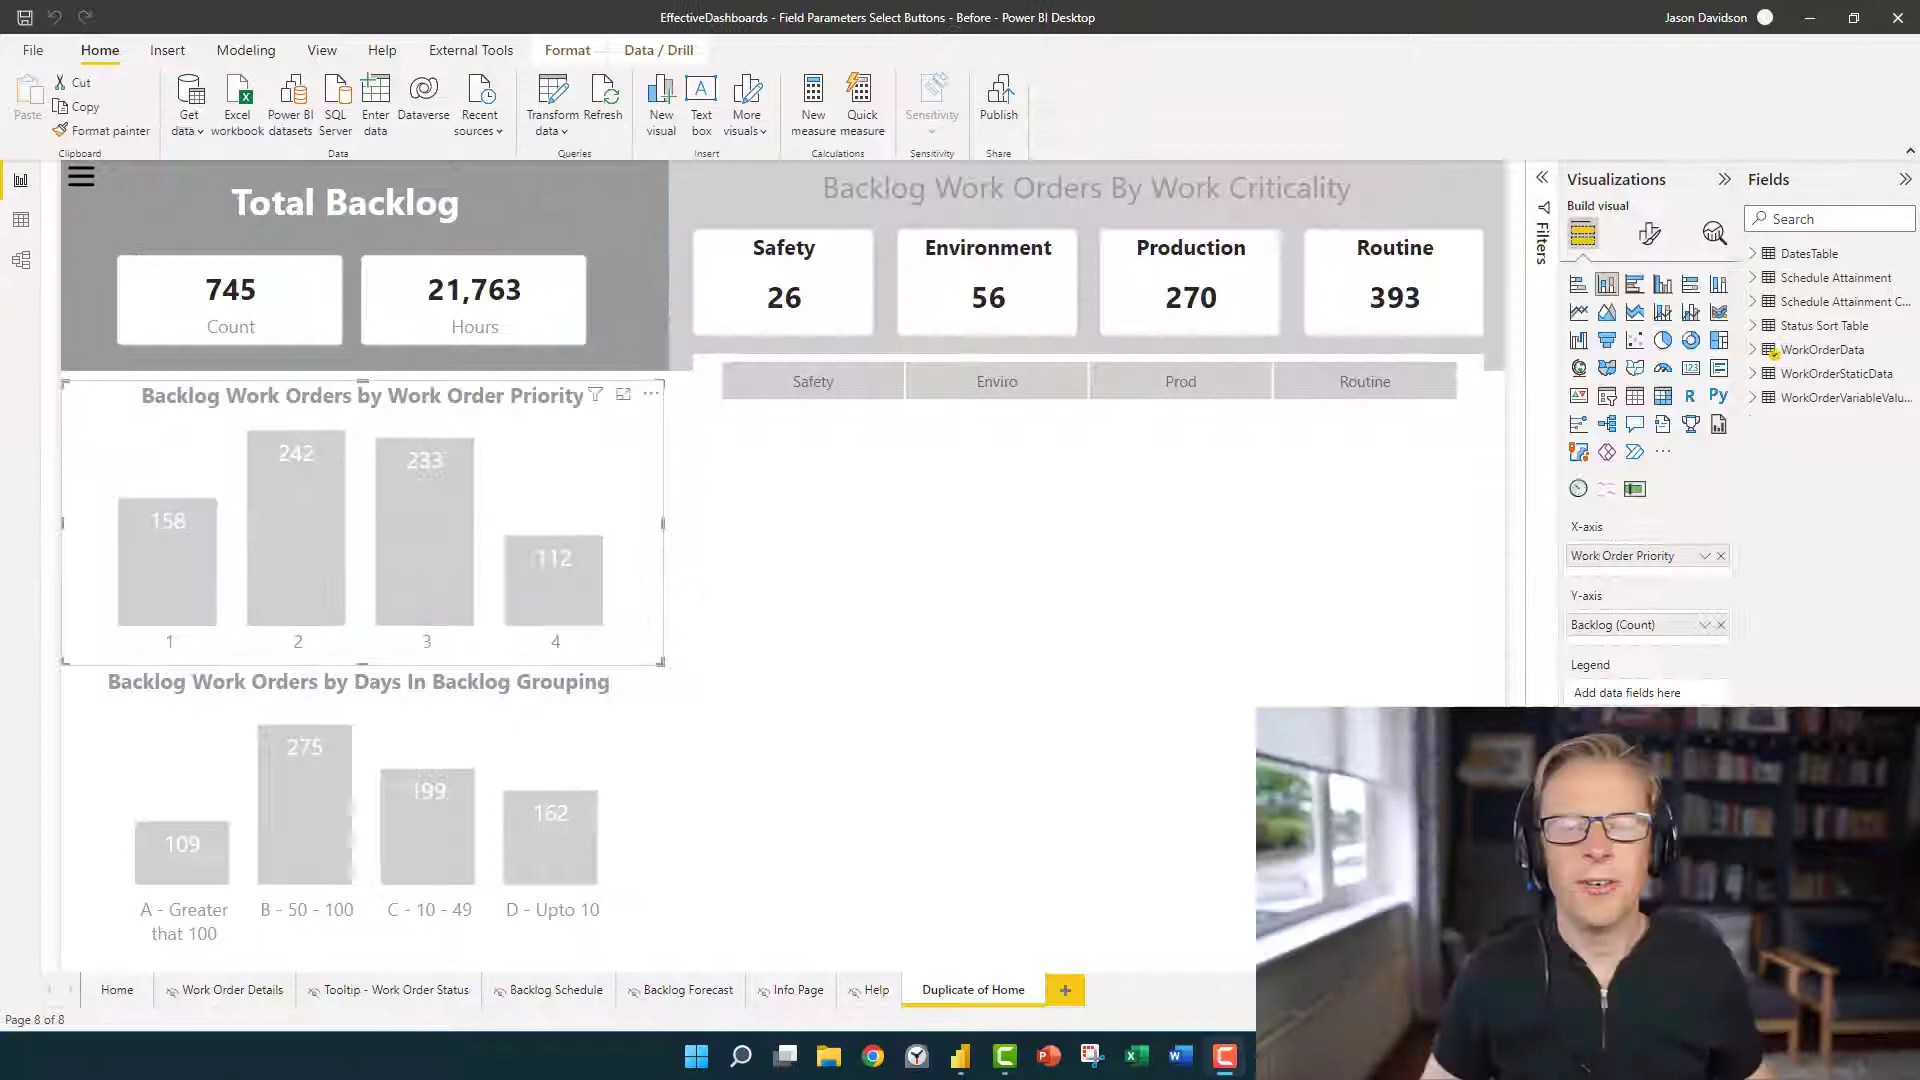 EffectiveDashboards - Field Parameters Select Buttons - Before - Power BI Desktop
Jason Davidson
File
Home
Insert
Modeling
View
Help
External Tools
Format
Data / Drill
Paste
Cut
Copy
Format painter
Clipboard
Get data
Excel workbook
Power BI datasets
SQL Server
Enter data
Dataverse
Recent sources
Data
Transform data
Refresh
Queries
New visual
Text box
More visuals
Insert
New measure
Quick measure
Calculations
Sensitivity
Sensitivity
Publish
Share
Total Backlog
745
Count
21,763
Hours
Backlog Work Orders By Work Criticality
Safety
26
Environment
56
Production
270
Routine
393
Safety
Enviro
Prod
Routine
Backlog Work Orders by Work Order Priority
158
242
233
112
1
2
3
4
Backlog Work Orders by Days In Backlog Grouping
109
275
199
162
A - Greater
that 100
B - 50 - 100
C - 10 - 49
D - Upto 10
Filters
Visualizations
Build visual
123
R
Py
X-axis
Work Order Priority
Y-axis
Backlog (Count)
Legend
Add data fields here
Fields
Search
DatesTable
Schedule Attainment
Schedule Attainment C...
Status Sort Table
WorkOrderData
WorkOrderStaticData
WorkOrderVariableValu...
Home
Work Order Details
Tooltip - Work Order Status
Backlog Schedule
Backlog Forecast
Info Page
Help
Duplicate of Home
Page 8 of 8